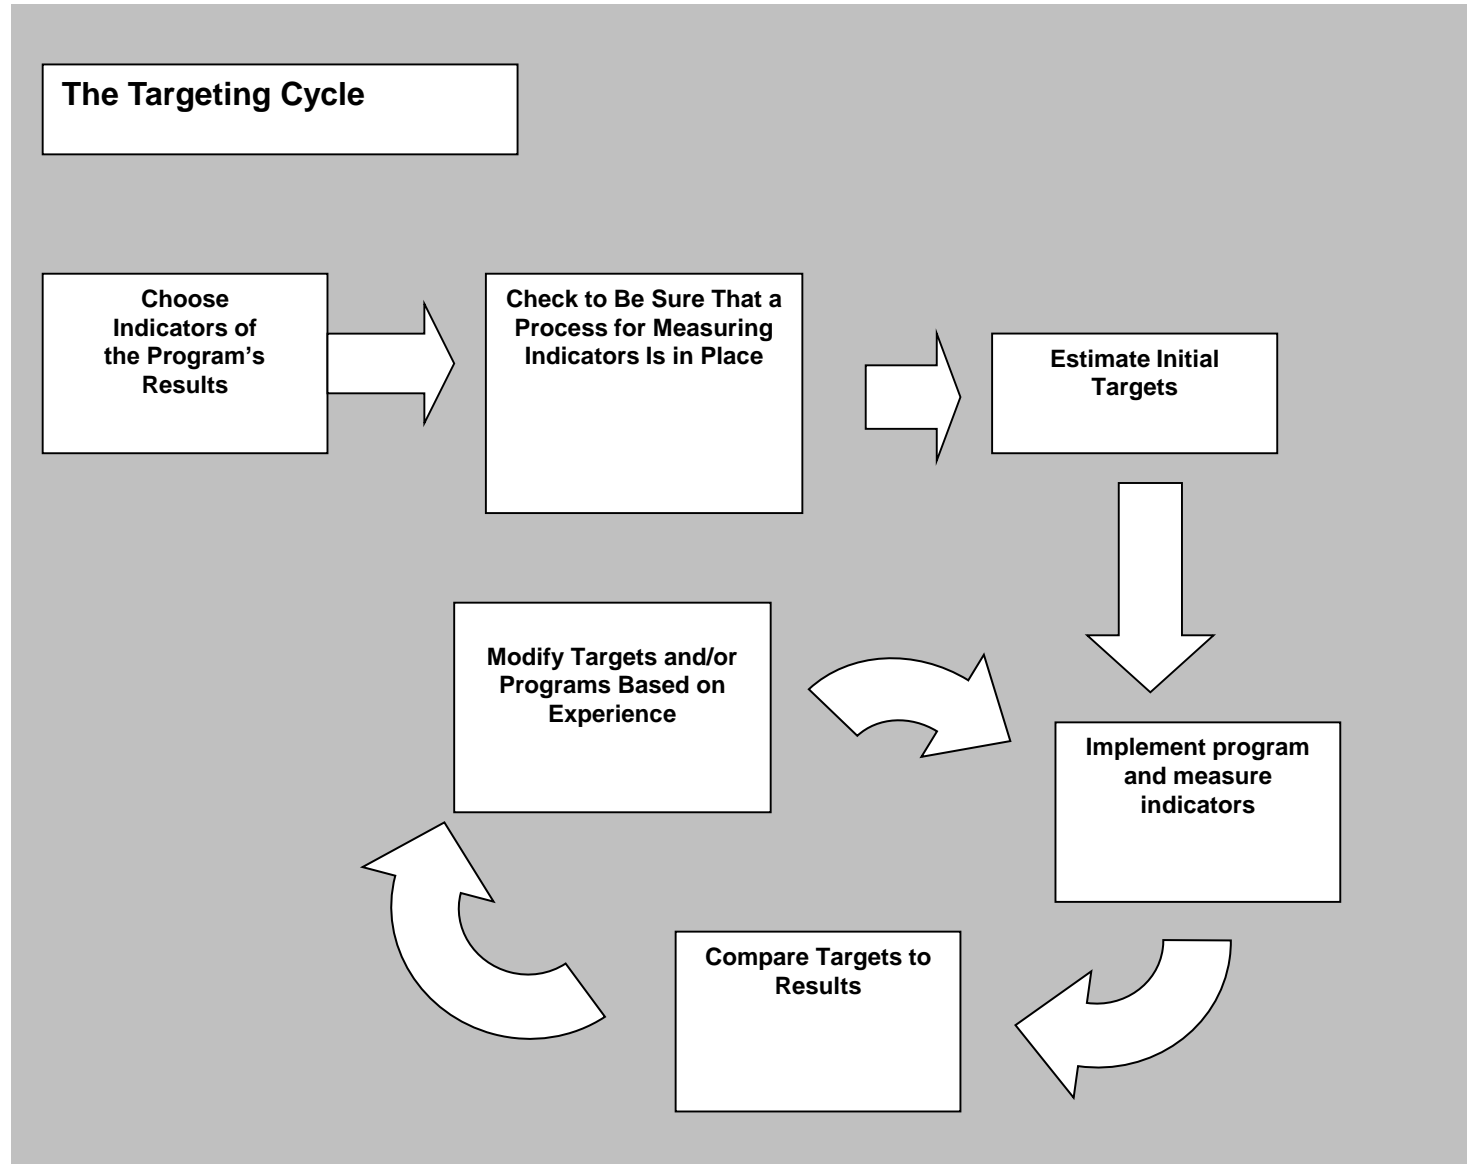 The Targeting Cycle
Choose
Indicators of
the Program’s
Results
Check to Be Sure That a
Process for Measuring
Indicators Is in Place
Estimate Initial
Targets
Modify Targets and/or
Programs Based on
Experience
Implement program
and measure
indicators
Compare Targets to
Results